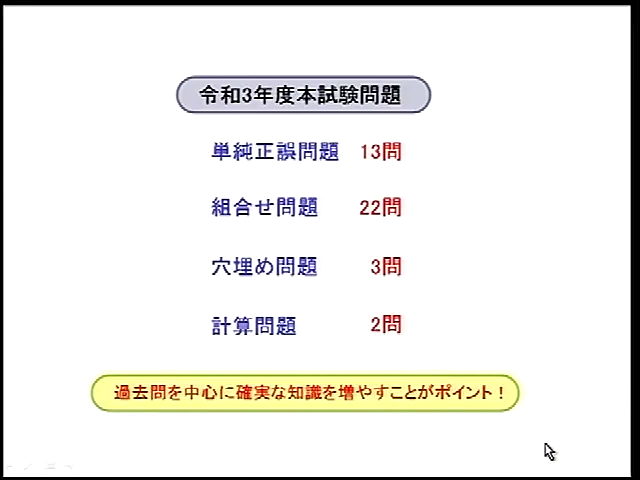 令和3年度本試験問題
単純正誤問題 13問
組合せ問題 22問
穴埋め問題 3問
計算問題 2問
過去問を中心に確実な知識を増やすことがポイント！